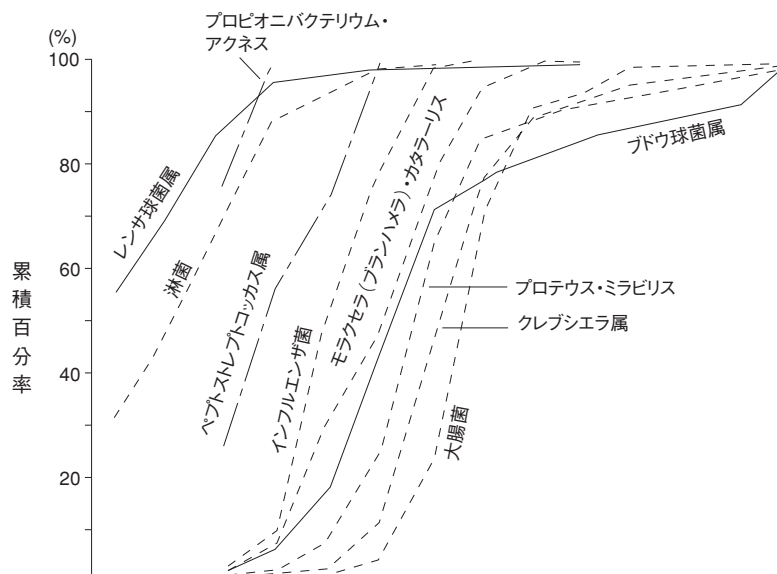 プロピオニバクテリウム・
アクネス
(%)
100
80
60
40
20
累積百分率
レンサ球菌属
淋菌
ペプトストレプトコッカス属
インフルエンザ菌
モラクセラ(ブランハメラ)・カタラーリス
ブドウ球菌属
プロテウス・ミラビリス
クレブシエラ属
大腸菌